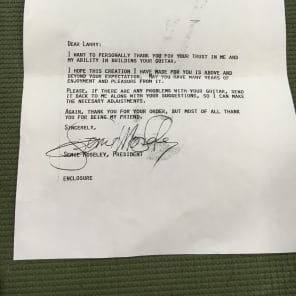 DEAR LARRY:
I WANT TO PERSONALLY THANK YOU FOR YOUR TRUST IN ME AND
MY ABILITY IN BUILDING YOUR GUITAR.
I HOPE THIS CREATION I HAVE MADE FOR YOU IS ABOVE AND
BEYOND YOUR EXPECTATION. MAY YOU HAVE MANY YEARS OF
ENJOYMENT AND PLEASURE FROM IT.
PLEASE, IF THERE ARE ANY PROBLEMS WITH YOUR GUITAR, SEND
IT BACK TO ME ALONG WITH YOUR SUGGESTIONS, SO I CAN MAKE
THE NECESARY ADJUSTMENTS.
AGAIN, THANK YOU FOR YOUR ORDER, BUT MOST OF ALL THANK
YOU FOR BEING MY FRIEND.
SINCERELY,
Semie Moseley
SEMIE MOSELEY, PRESIDENT
ENCLOSURE